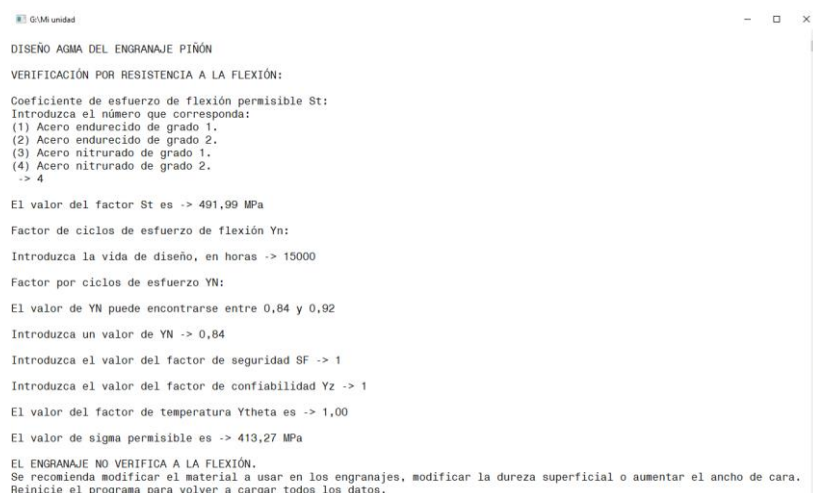 G:\Mi unidad
DISEÑO AGMA DEL ENGRANAJE PIÑÓN
VERIFICACIÓN POR RESISTENCIA A LA FLEXIÓN:
Coeficiente de esfuerzo de flexión permisible St:
Introduzca el número que corresponda:
(1) Acero endurecido de grado 1.
(2) Acero endurecido de grado 2.
(3) Acero nitrurado de grado 1.
(4) Acero nitrurado de grado 2.
-> 4
El valor del factor St es -> 491,99 MPa
Factor de ciclos de esfuerzo de flexión Yn:
Introduzca la vida de diseño, en horas -> 15000
Factor por ciclos de esfuerzo YN:
El valor de YN puede encontrarse entre 0,84 y 0,92
Introduzca un valor de YN -> 0,84
Introduzca el valor del factor de seguridad SF -> 1
Introduzca el valor del factor de confiabilidad Yz -> 1
El valor del factor de temperatura Ytheta es -> 1,00
El valor de sigma permisible es -> 413,27 MPa
EL ENGRANAJE NO VERIFICA A LA FLEXIÓN.
Se recomienda modificar el material a usar en los engranajes, modificar la dureza superficial o aumentar el ancho de cara.
Reinicie el programa para volver a cargar todos los datos.